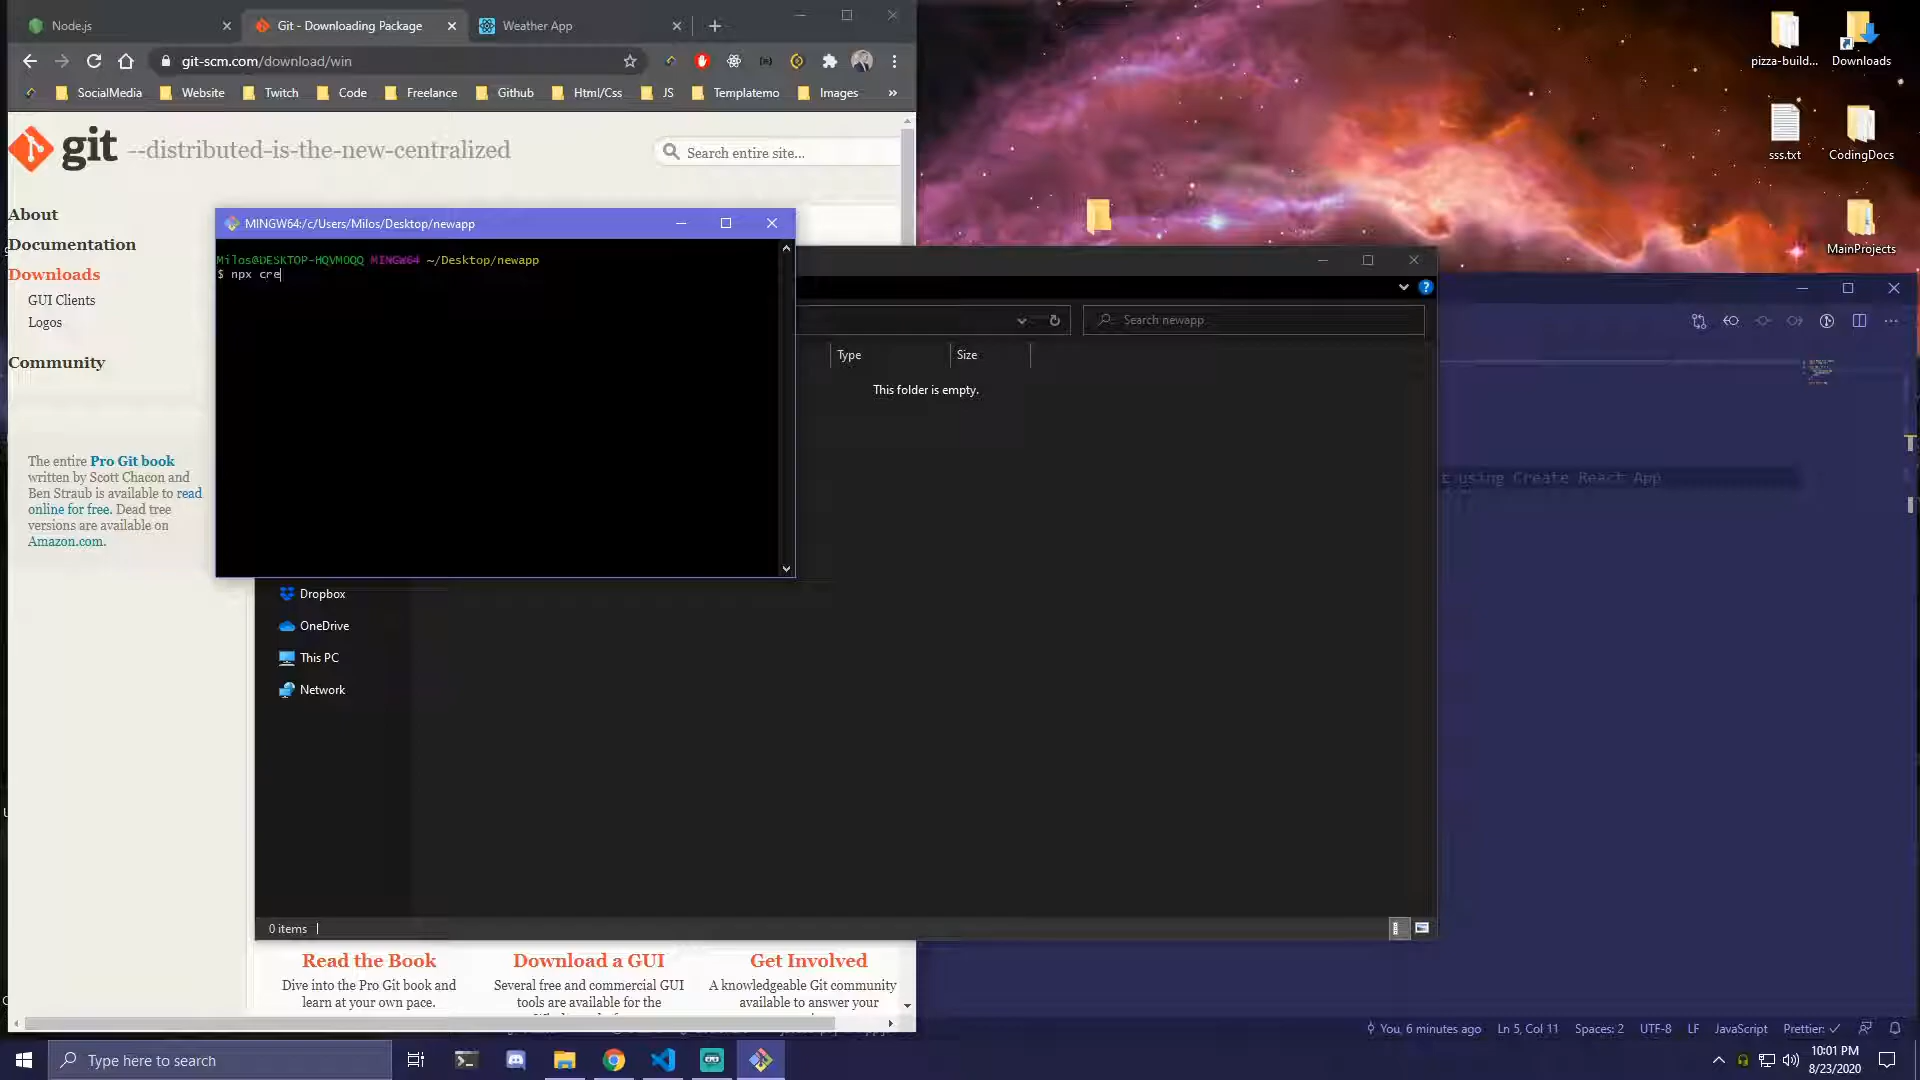 Node.js
Git - Downloading Package
Weather App
git-scm.com/download/win
SocialMedia
Website
Twitch
Code
Freelance
Github
Html/Css
JS
Templatemo
Images
»
git --distributed-is-the-new-centralized
Search entire site...
About
Documentation
Downloads
GUI Clients
Logos
Community
The entire Pro Git book
written by Scott Chacon and
Ben Straub is available to read
online for free. Dead tree
versions are available on
Amazon.com.
MINGW64:/c/Users/Milos/Desktop/newapp
Milos@DESKTOP-HQVMOQQ MINGW64 ~/Desktop/newapp
$ npx cre
Search newapp
Type
Size
This folder is empty.
Dropbox
OneDrive
This PC
Network
0 items
Read the Book
Dive into the Pro Git book and
learn at your own pace.
Download a GUI
Several free and commercial GUI
tools are available for the
Get Involved
A knowledgeable Git community
available to answer your
pizza-build...
Downloads
sss.txt
CodingDocs
MainProjects
using Create React App
You, 6 minutes ago
Ln 5, Col 11
Spaces: 2
UTF-8
LF
JavaScript
Prettier: ✓
Type here to search
10:01 PM
8/23/2020